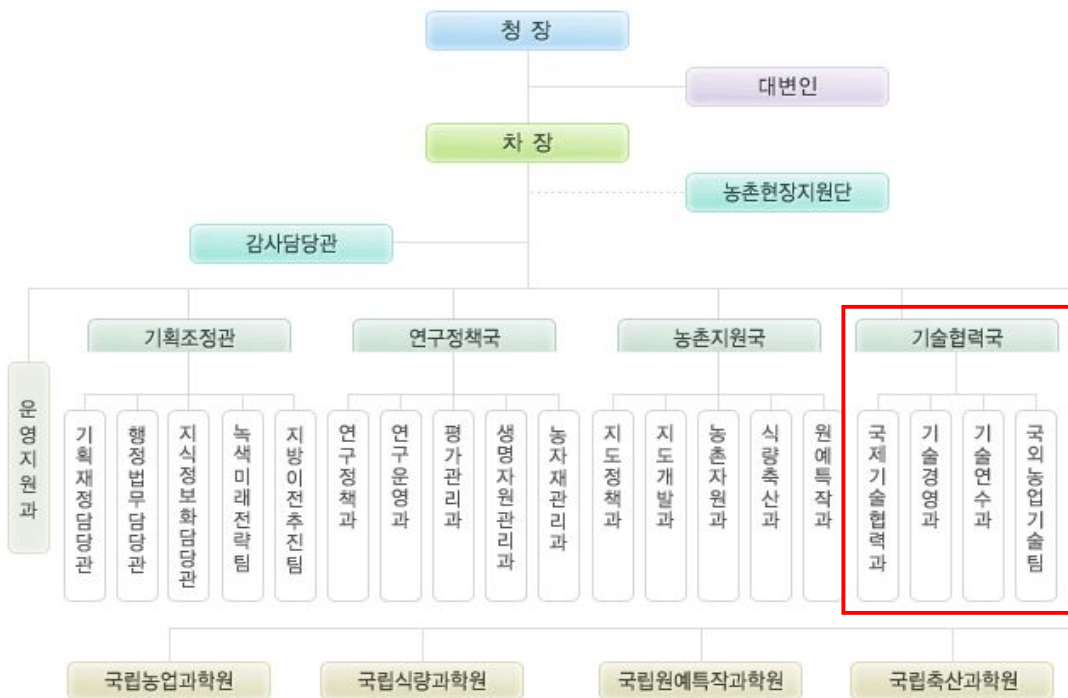 청 장
대변인
차 장
농촌현장지원단
감사담당관
기획조정관
연구정책국
농촌지원국
기술협력국
운영지원과
기획재정담당관
행정법무담당관
지식정보화담당관
녹색미래전략팀
지방이전추진팀
연구정책과
연구운영과
평가관리과
생명자원관리과
농자재관리과
지도정책과
지도개발과
농촌자원과
식량축산과
원예특작과
국제기술협력과
기술경영과
기술연수과
국외농업기술팀
국립농업과학원
국립식량과학원
국립원예특작과학원
국립축산과학원